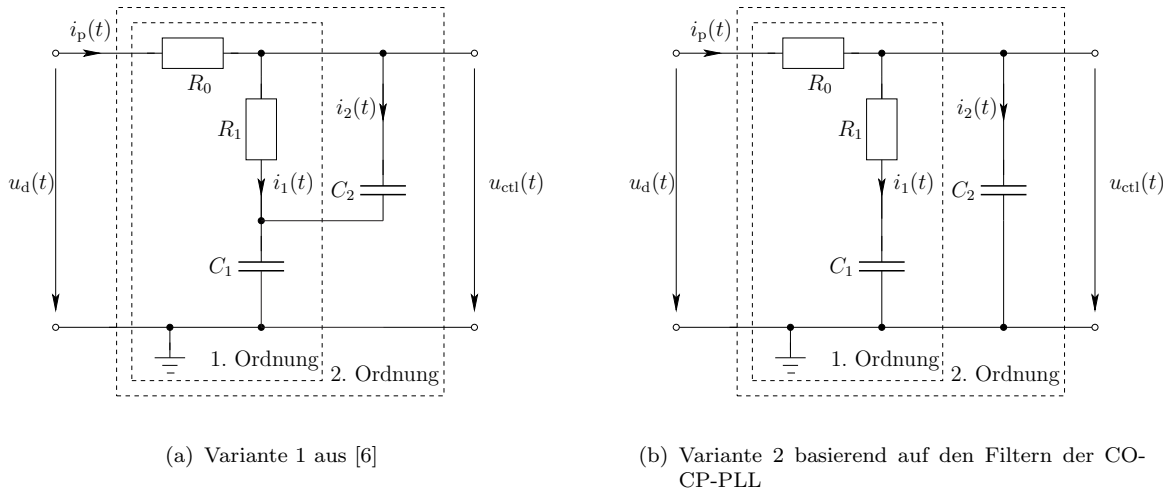 i_p(t)
R_0
R_1
i_2(t)
u_d(t)
i_1(t)
C_2
u_ctl(t)
C_1
1. Ordnung
2. Ordnung
(a) Variante 1 aus [6]
i_p(t)
R_0
R_1
i_2(t)
u_d(t)
i_1(t)
C_2
u_ctl(t)
C_1
1. Ordnung
2. Ordnung
(b) Variante 2 basierend auf den Filtern der CO-
CP-PLL